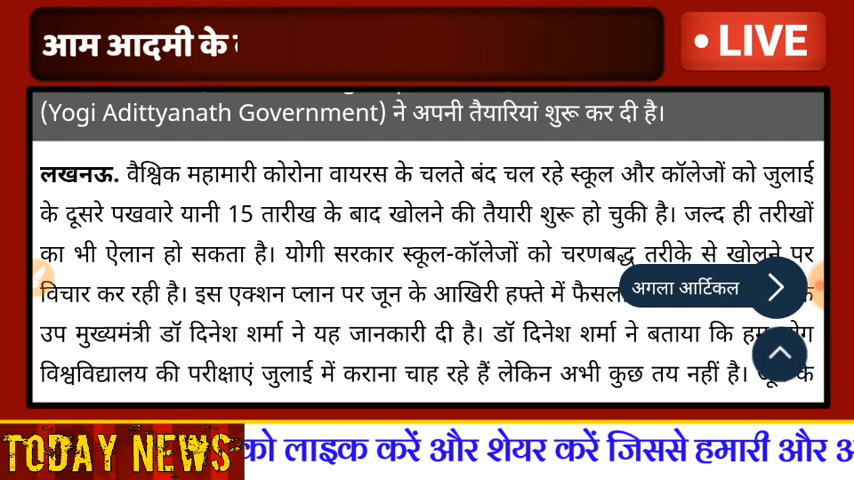 आम आदमी के
• LIVE
(Yogi Adittyanath Government) ने अपनी तैयारियां शुरू कर दी है।
लखनऊ. वैश्विक महामारी कोरोना वायरस के चलते बंद चल रहे स्कूल और कॉलेजों को जुलाई
के दूसरे पखवारे यानी 15 तारीख के बाद खोलने की तैयारी शुरू हो चुकी है। जल्द ही तरीखों
का भी ऐलान हो सकता है। योगी सरकार स्कूल-कॉलेजों को चरणबद्ध तरीके से खोलने पर
विचार कर रही है। इस एक्शन प्लान पर जून के आखिरी हफ्ते में
अगला आर्टिकल
उप मुख्यमंत्री डॉ दिनेश शर्मा ने यह जानकारी दी है। डॉ दिनेश शर्मा ने बताया कि
विश्वविद्यालय की परीक्षाएं जुलाई में कराना चाह रहे हैं लेकिन अभी कुछ तय नहीं है।
TODAY NEWS
को लाइक करें और शेयर करें जिससे हमारी और